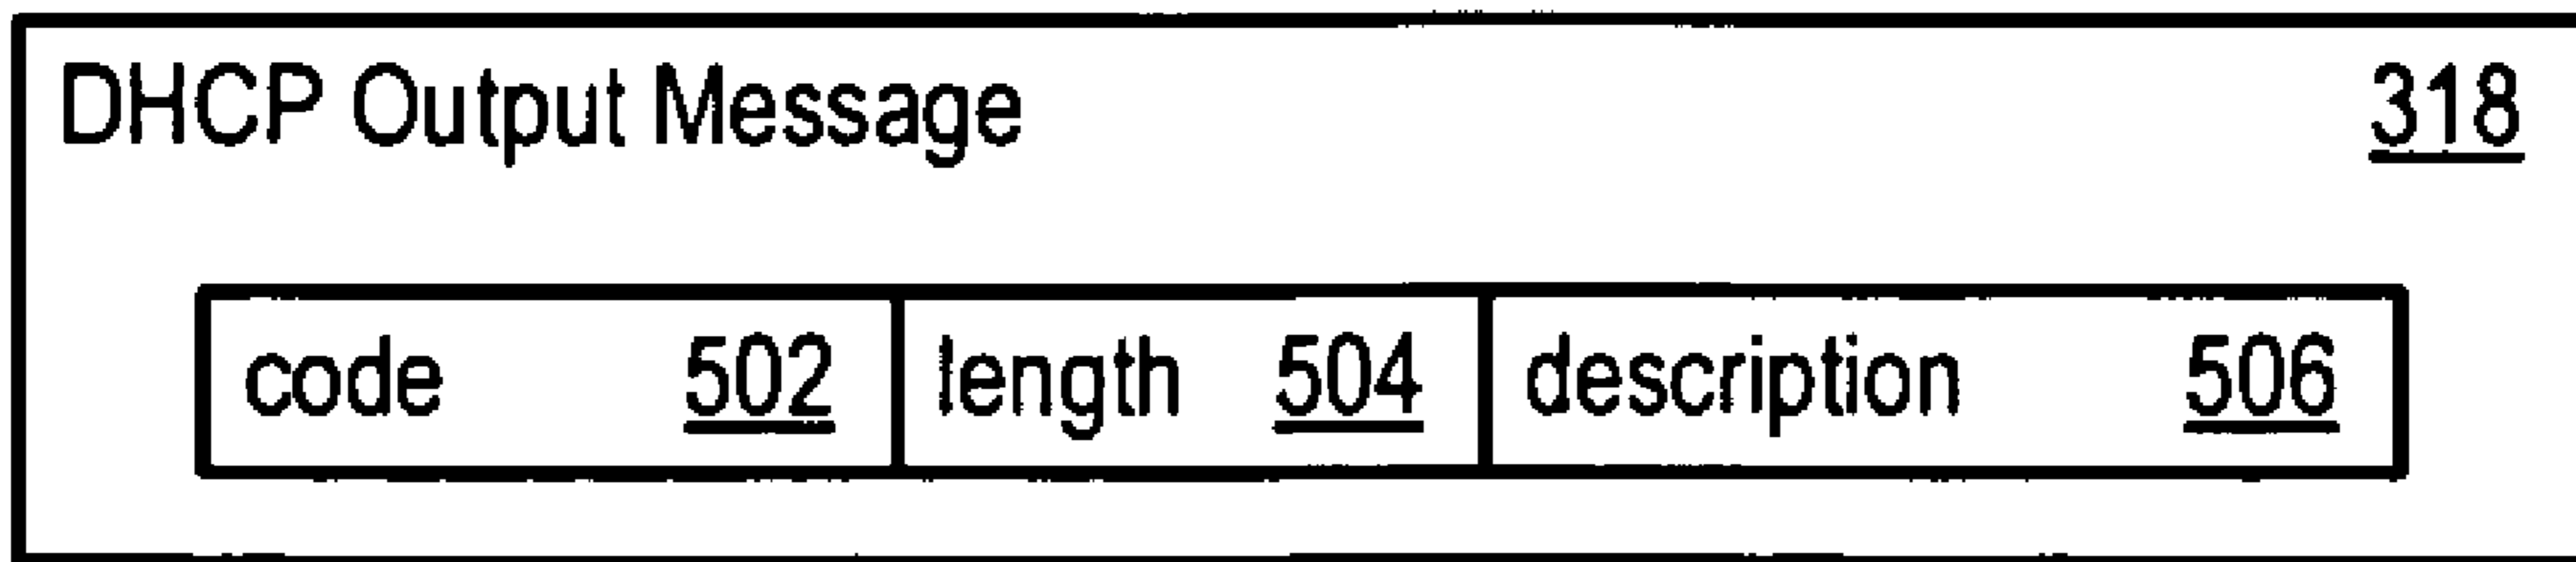 DHCP Output Message 318
code 502 length 504 description 506